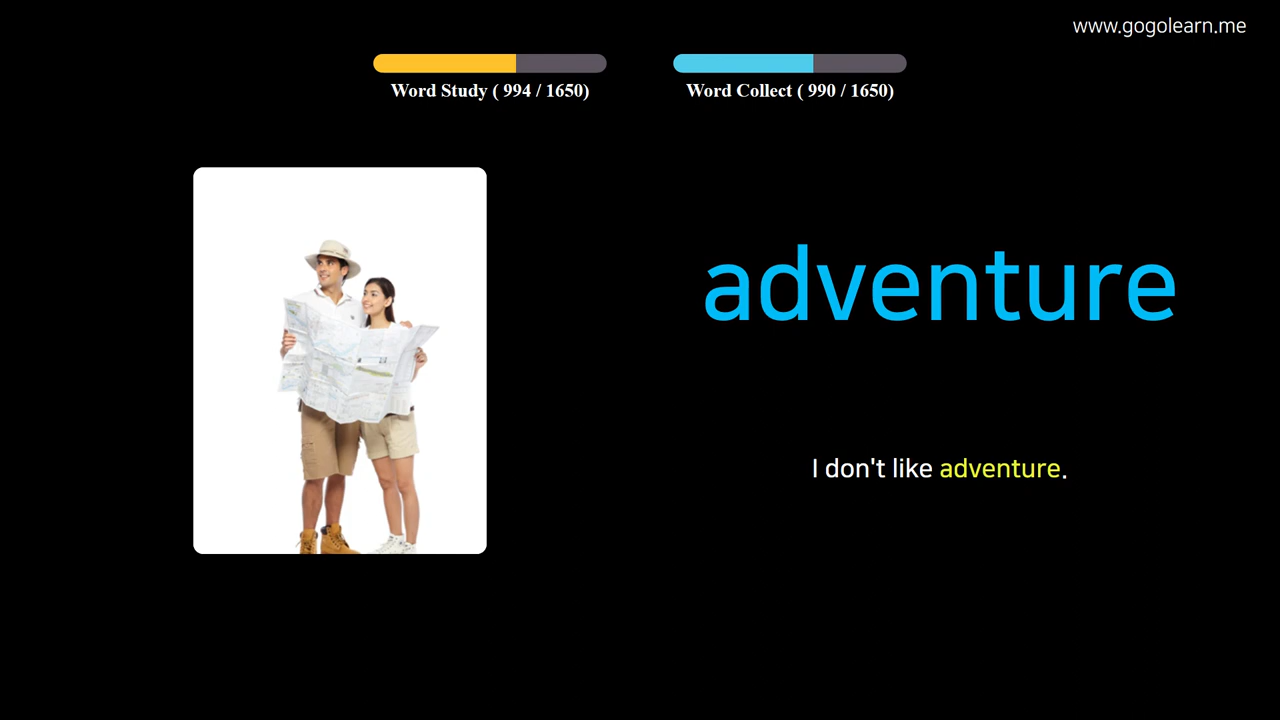 www.gogolearn.me
Word Study ( 994 / 1650)
Word Collect ( 990 / 1650)
adventure
I don't like adventure.